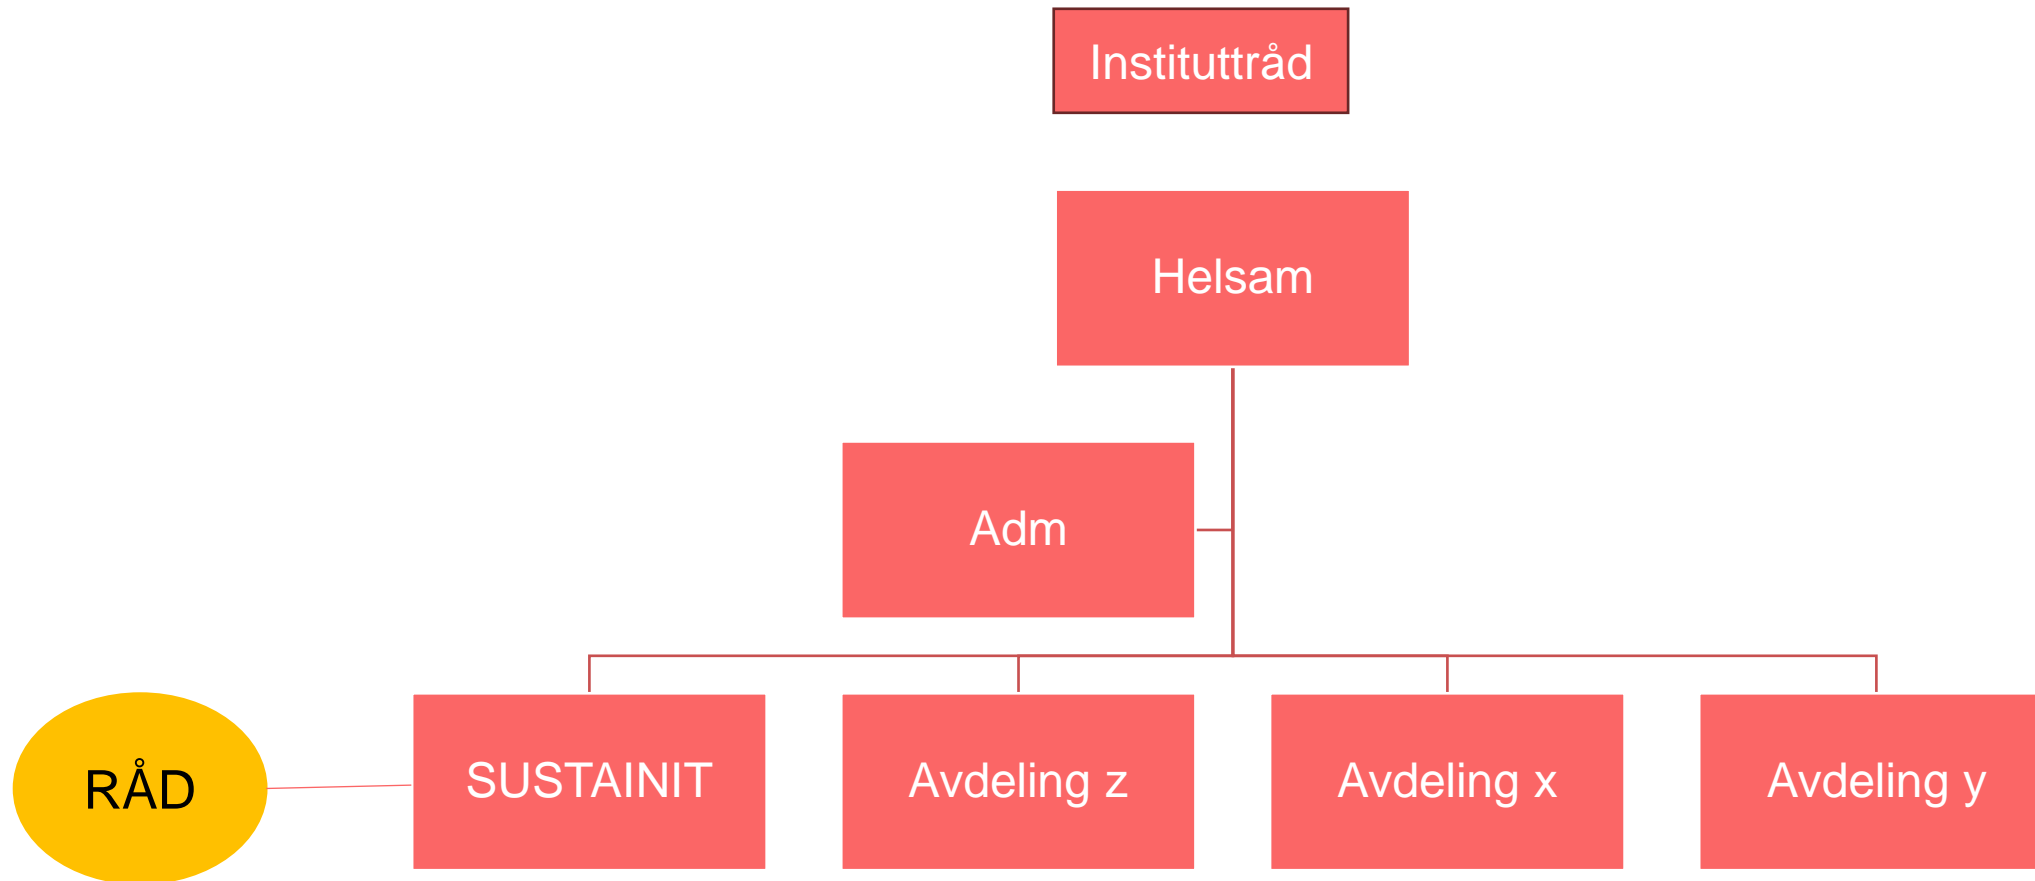 Instituttråd
Helsam
Adm
RÅD
SUSTAINIT
Avdeling z
Avdeling x
Avdeling y